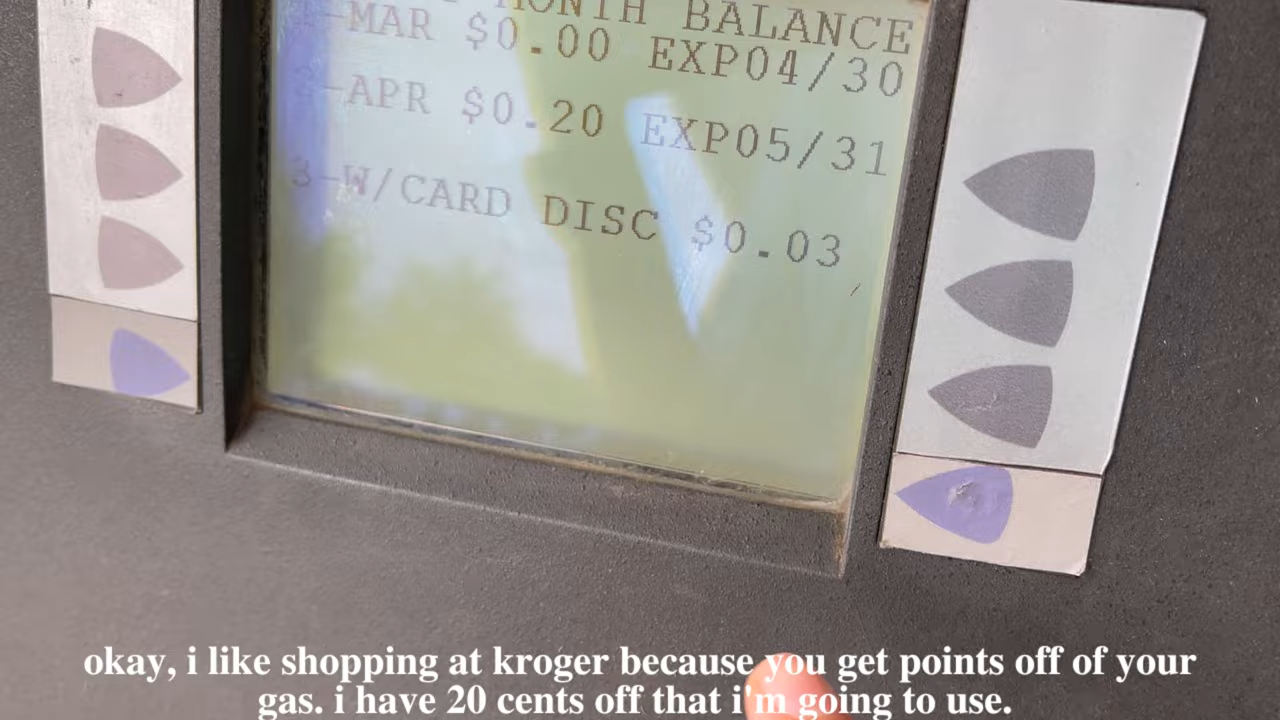 MONTH BALANCE
1-MAR $0.00 EXP04/30
2-APR $0.20 EXP05/31
3-W/CARD DISC $0.03
okay, i like shopping at kroger because you get points off of your
gas. i have 20 cents off that i'm going to use.